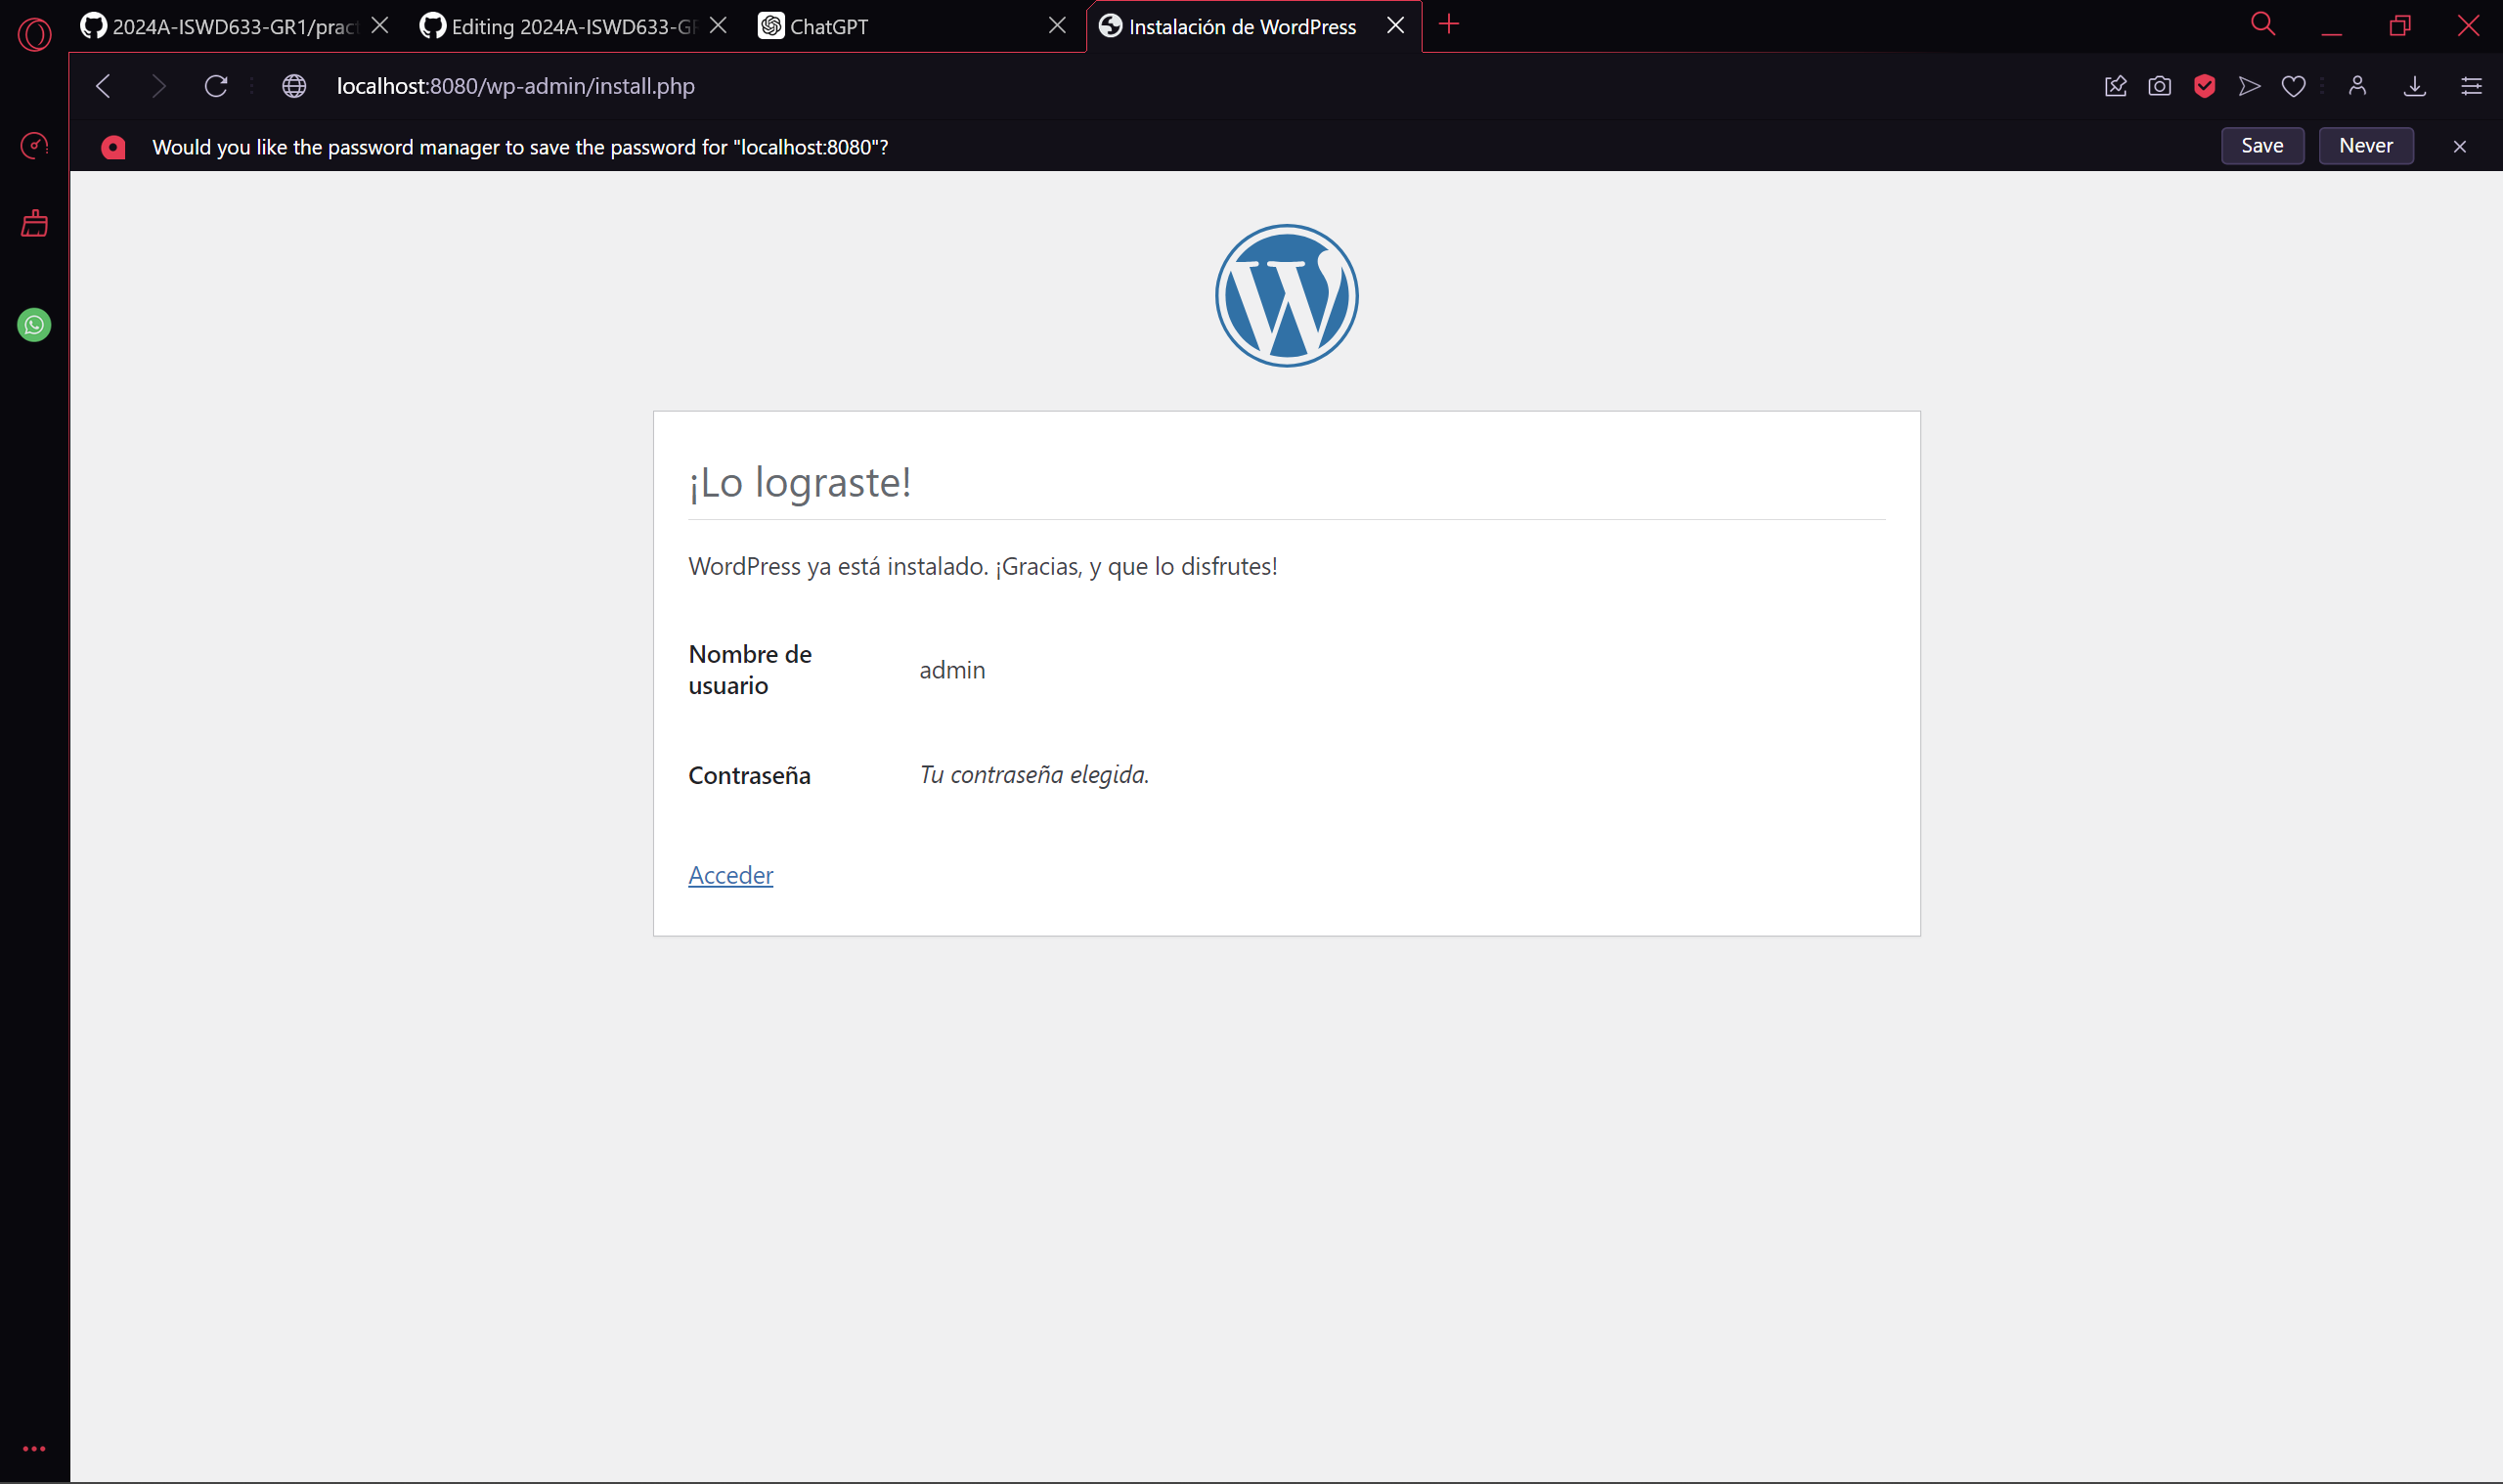 2024A-ISWD633-GR1/pract
Editing 2024A-ISWD633-GR
ChatGPT
Instalación de WordPress
localhost:8080/wp-admin/install.php
Would you like the password manager to save the password for "localhost:8080"?
Save
Never
¡Lo lograste!
WordPress ya está instalado. ¡Gracias, y que lo disfrutes!
Nombre de
usuario
admin
Contraseña
Tu contraseña elegida.
Acceder